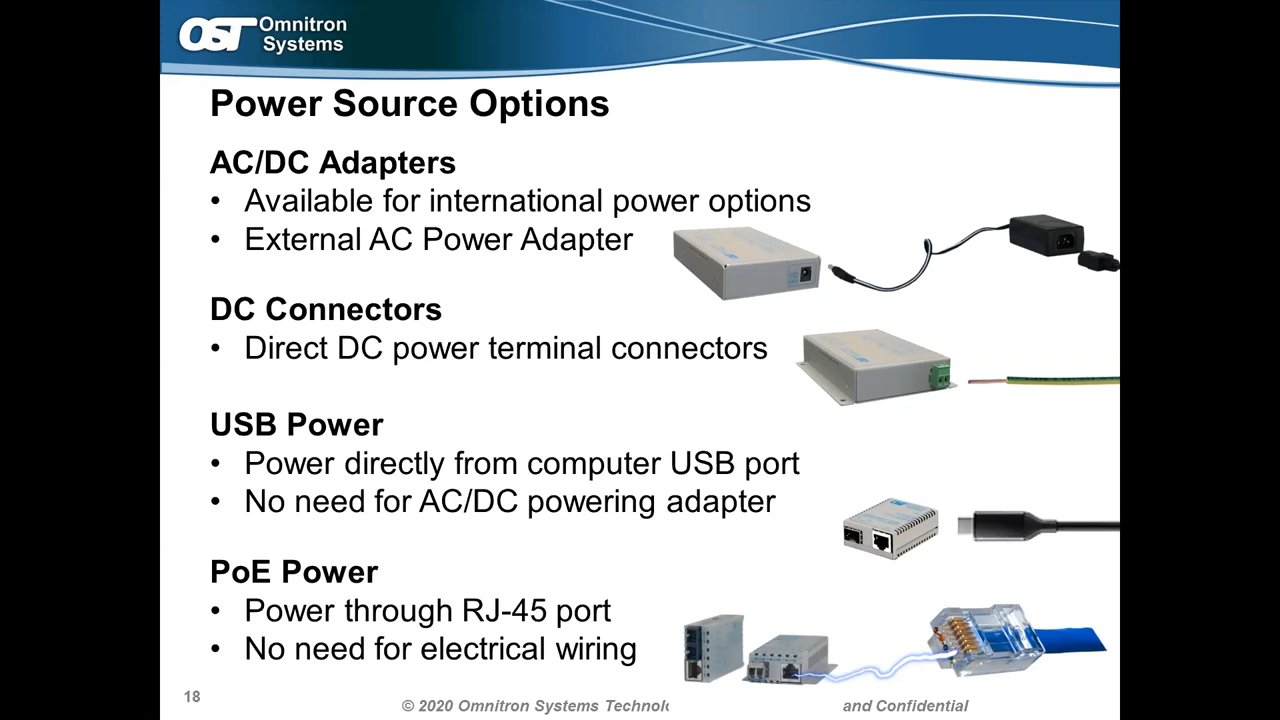 OST Omnitron
Systems
Power Source Options
AC/DC Adapters
• Available for international power options
• External AC Power Adapter
DC Connectors
• Direct DC power terminal connectors
USB Power
• Power directly from computer USB port
• No need for AC/DC powering adapter
PoE Power
• Power through RJ-45 port
• No need for electrical wiring
18
© 2020 Omnitron Systems and Confidential